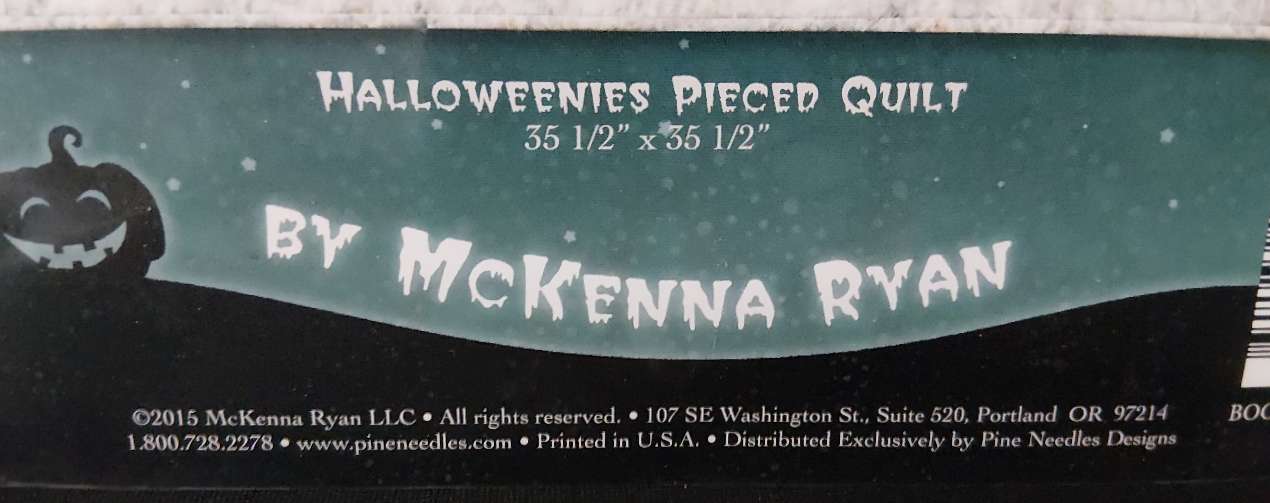 Halloweenies Pieced Quilt
35 1/2" x 35 1/2"
by McKenna Ryan
©2015 McKenna Ryan LLC • All rights reserved. • 107 SE Washington St., Suite 520, Portland OR 97214
1.800.728.2278 • www.pineneedles.com • Printed in U.S.A. • Distributed Exclusively by Pine Needles Designs